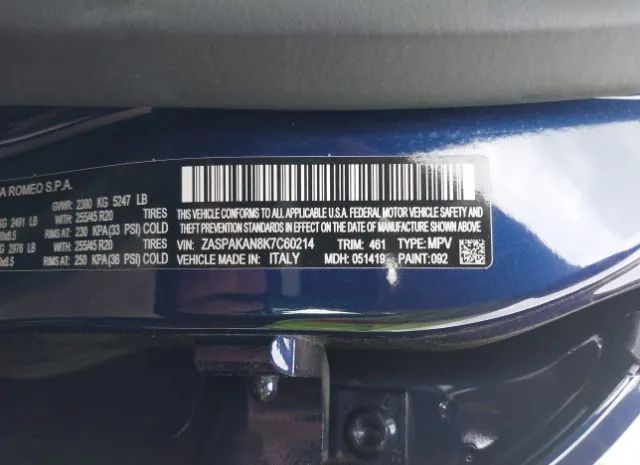 A ROMEO S.P.A.
GVWR: 2380 KG 5247 LB
KG 2491 LB WITH: 255/45 R20 TIRES
RIMS AT: 230 KPA(33 PSI) COLD
KG 2876 LB WITH: 255/45 R20 TIRES
RIMS AT: 250 KPA(36 PSI) COLD
THIS VEHICLE CONFORMS TO ALL APPLICABLE U.S.A. FEDERAL MOTOR VEHICLE SAFETY,
BUMPER, AND THEFT PREVENTION STANDARDS IN
EFFECT ON THE DATE OF MANUFACTURE SHOWN ABOVE.
VIN: ZASPAKAN8K7C60214 TRIM: 461 TYPE: MPV
VEHICLE MADE IN: ITALY MDH: 051419 PAINT: 092